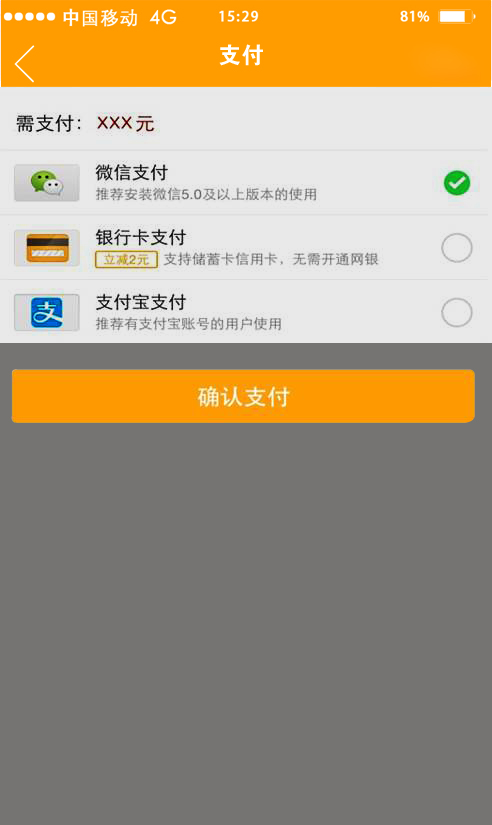 中国移动 4G 15:29 81%
支付
需支付：XXX元
微信支付
推荐安装微信5.0及以上版本的使用
银行卡支付
立减2元 支持储蓄卡信用卡，无需开通网银
支
支付宝支付
推荐有支付宝账号的用户使用
确认支付